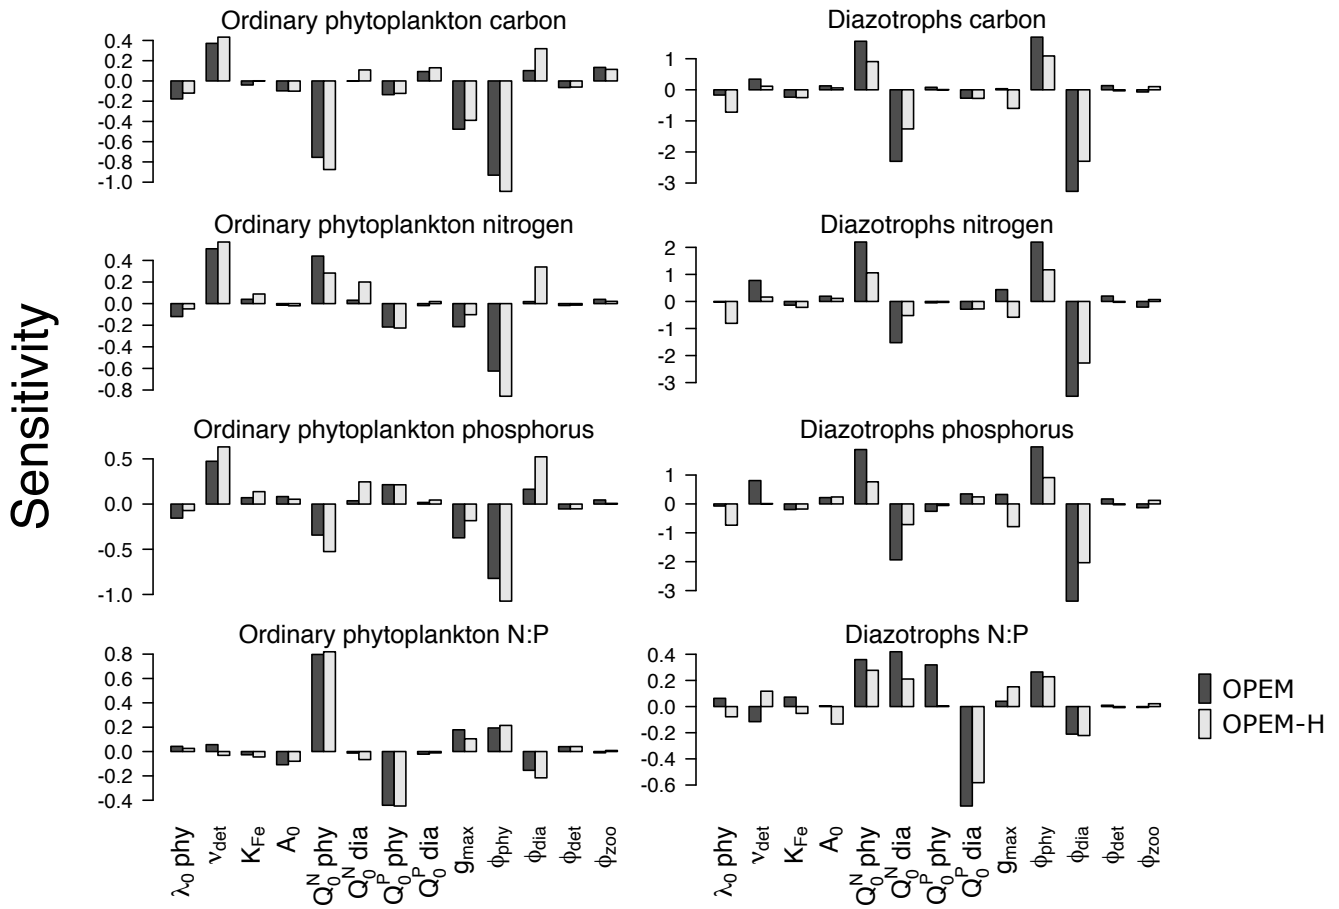 Ordinary phytoplankton carbon
0.4
0.2
0.0
-0.2
-0.4
-0.6
-0.8
-1.0
Diazotrophs carbon
1
0
-1
-2
-3
Ordinary phytoplankton nitrogen
0.4
0.2
0.0
-0.2
-0.4
-0.6
-0.8
Diazotrophs nitrogen
2
1
0
-1
-2
-3
Sensitivity
Ordinary phytoplankton phosphorus
0.5
0.0
-0.5
-1.0
Diazotrophs phosphorus
1
0
-1
-2
-3
Ordinary phytoplankton N:P
0.8
0.6
0.4
0.2
0.0
-0.2
-0.4
Diazotrophs N:P
0.4
0.2
0.0
-0.2
-0.4
-0.6
OPEM
OPEM-H
λ0 phy
νdet
KFe
A0
Q0N phy
Q0N dia
Q0P phy
Q0P dia
gmax
ϕphy
ϕdia
ϕdet
ϕzoo
λ0 phy
νdet
KFe
A0
Q0N phy
Q0N dia
Q0P phy
Q0P dia
gmax
ϕphy
ϕdia
ϕdet
ϕzoo